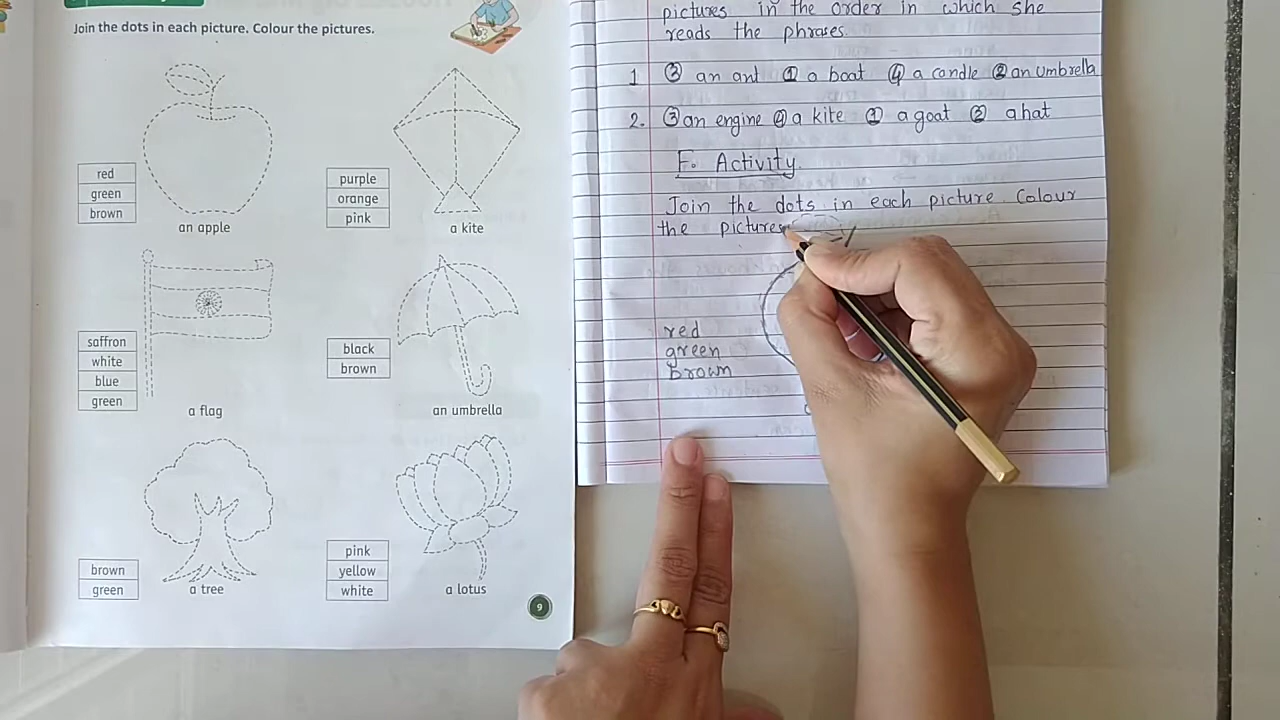 Join the dots in each picture. Colour the pictures.
red
green
brown
an apple
purple
orange
pink
a kite
saffron
white
blue
green
a flag
black
brown
an umbrella
brown
green
a tree
pink
yellow
white
a lotus
9
pictures in the order in which she
reads the phrases.
1 ③ an ant ① a boat ④ a candle ② an umbrella
2. ③ an engine ④ a kite ① a goat ② a hat
F. Activity
Join the dots in each picture. Colour
the pictures
red
green
brown